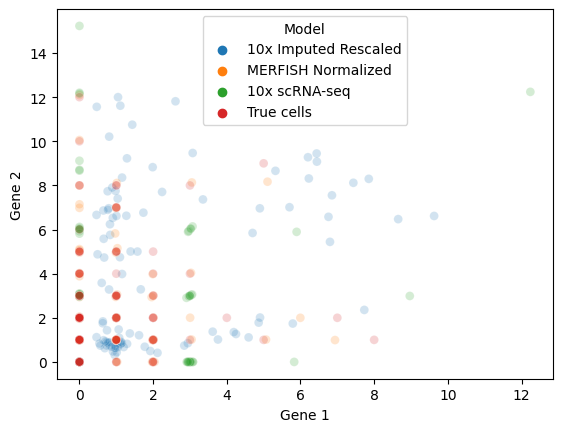 Model
10x Imputed Rescaled
MERFISH Normalized
10x scRNA-seq
True cells
14
12
10
8
6
4
2
0
Gene 2
0 2 4 6 8 10 12
Gene 1